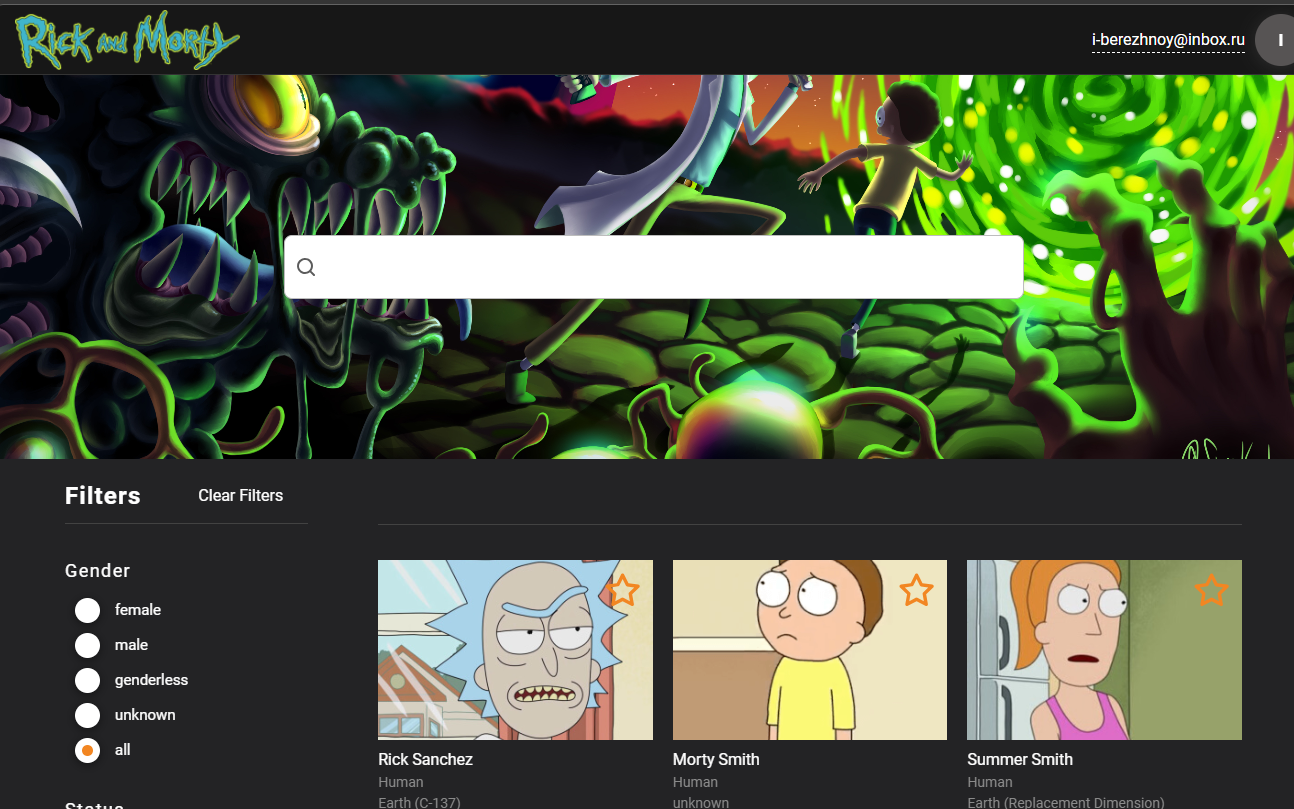 Rick and Morty
i-berezhnoy@inbox.ru
I
Filters
Clear Filters
Gender
female
male
genderless
unknown
all
Status
Rick Sanchez
Human
Earth (C-137)
Morty Smith
Human
unknown
Summer Smith
Human
Earth (Replacement Dimension)